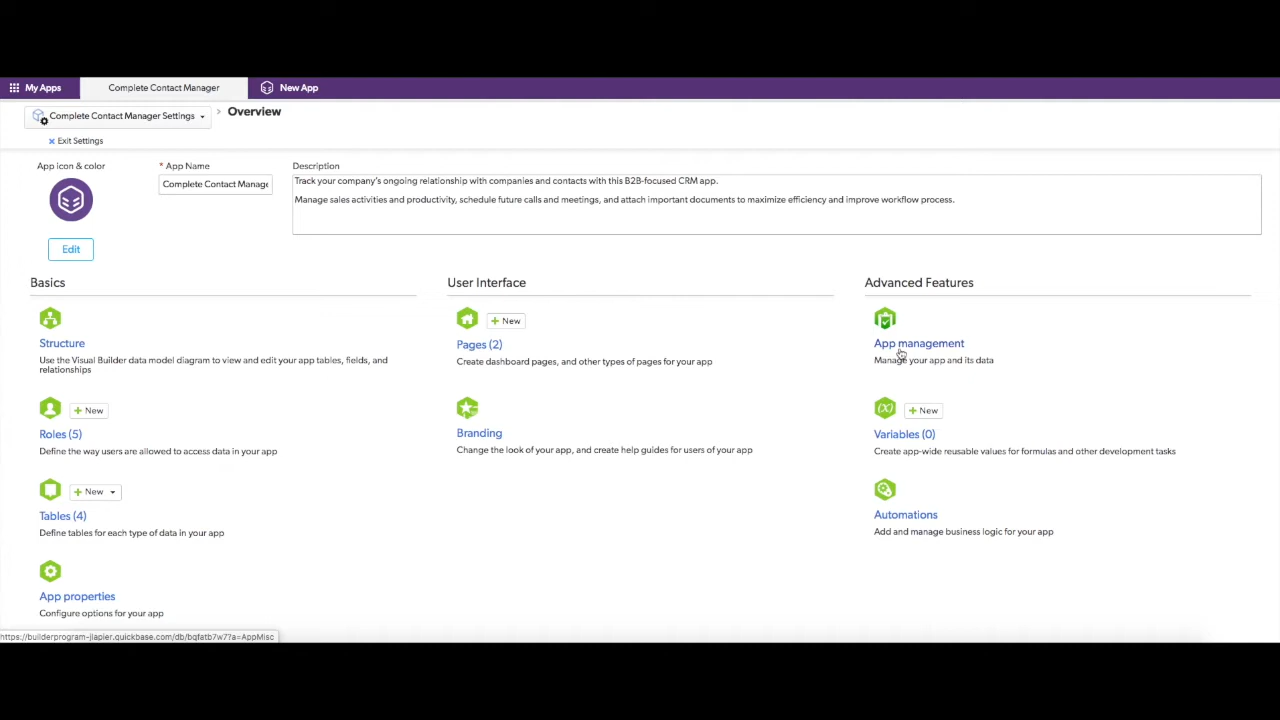 My Apps
Complete Contact Manager
New App
Complete Contact Manager Settings
> Overview
Exit Settings
App icon & color
* App Name
Description
Complete Contact Manage
Track your company's ongoing relationship with companies and contacts with this B2B-focused CRM app.
Manage sales activities and productivity, schedule future calls and meetings, and attach important documents to maximize efficiency and improve workflow process.
Edit
Basics
Structure
Use the Visual Builder data model diagram to view and edit your app tables, fields, and
relationships
+ New
Roles (5)
Define the way users are allowed to access data in your app
+ New
Tables (4)
Define tables for each type of data in your app
App properties
Configure options for your app
User Interface
+ New
Pages (2)
Create dashboard pages, and other types of pages for your app
Branding
Change the look of your app, and create help guides for users of your app
Advanced Features
App management
Manage your app and its data
(x) + New
Variables (0)
Create app-wide reusable values for formulas and other development tasks
Automations
Add and manage business logic for your app
https://builderprogram-jlapier.quickbase.com/db/bqfatb7w7?a=AppMisc